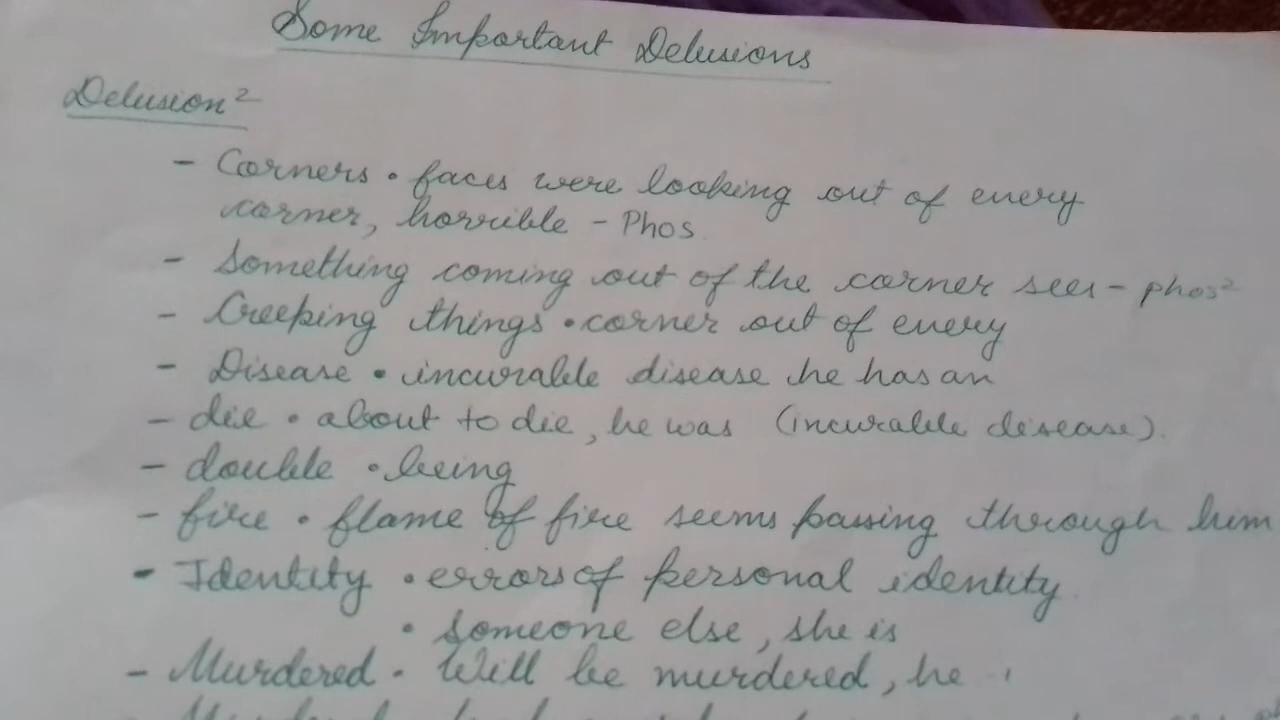 Some Important Delusions
Delusion²
- Corners • faces were looking out of every
corner, horrible - Phos.
- Something coming out of the corner sees - phos²
- Creeping things • corner out of every
- Disease • incurable disease he has an
- die • about to die, he was (incurable disease).
- double • being
- fire • flame of fire seems passing through him
- Identity • errors of personal identity.
• someone else, she is
- Murdered • Will be murdered, he